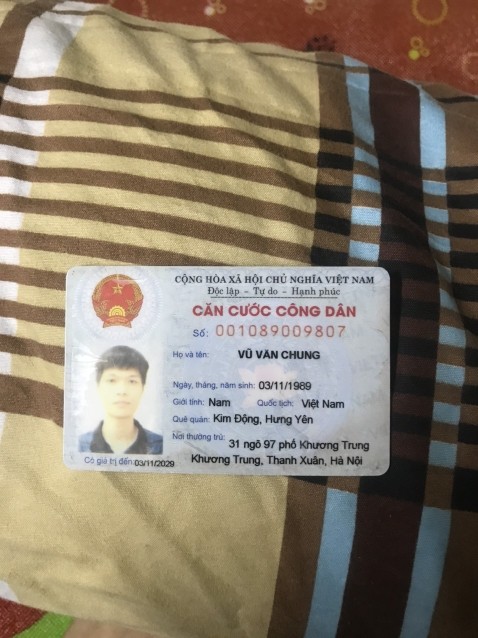 CỘNG HÒA XÃ HỘI CHỦ NGHĨA VIỆT NAM
Độc lập – Tự do – Hạnh phúc
CĂN CƯỚC CÔNG DÂN
Số: 001089009807
Họ và tên: VŨ VĂN CHUNG
Ngày, tháng, năm sinh: 03/11/1989
Giới tính: Nam Quốc tịch: Việt Nam
Quê quán: Kim Động, Hưng Yên
Nơi thường trú: 31 ngõ 97 phố Khương Trung
Khương Trung, Thanh Xuân, Hà Nội
Có giá trị đến 03/11/2029